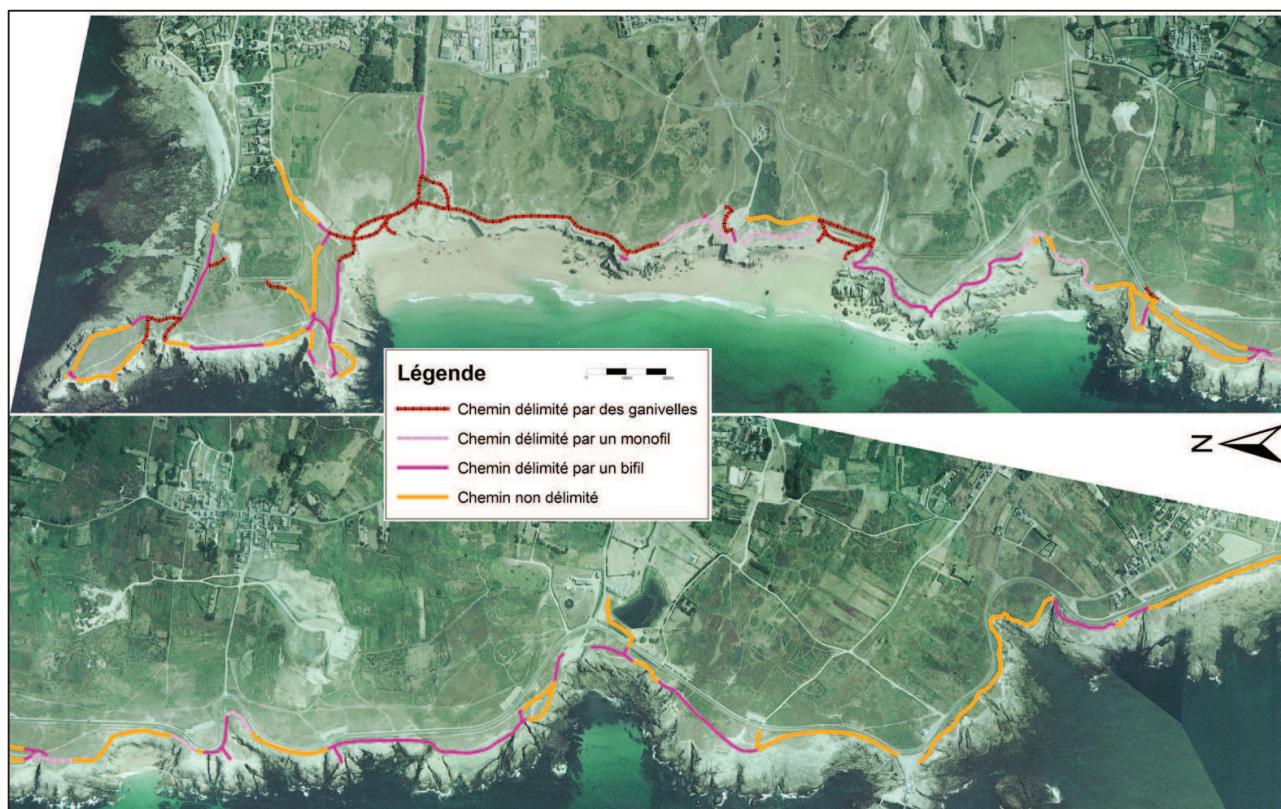 Légende
Chemin délimité par des ganivelles
Chemin délimité par un monofil
Chemin délimité par un bifil
Chemin non délimité
N